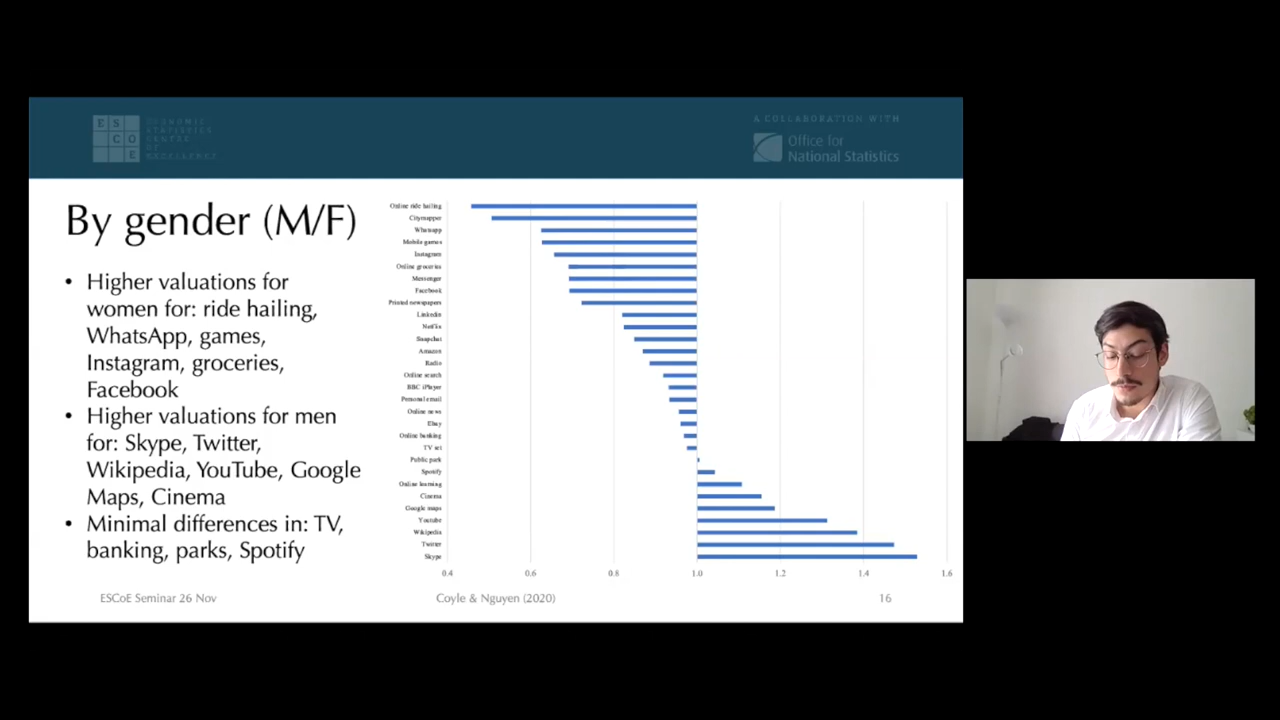 E S
C O
E
ECONOMIC
STATISTICS
CENTRE
OF
EXCELLENCE
A COLLABORATION WITH
Office for
National Statistics
By gender (M/F)
• Higher valuations for
women for: ride hailing,
WhatsApp, games,
Instagram, groceries,
Facebook
• Higher valuations for men
for: Skype, Twitter,
Wikipedia, YouTube, Google
Maps, Cinema
• Minimal differences in: TV,
banking, parks, Spotify
Online ride hailing
Citymapper
Whatsapp
Mobile games
Instagram
Online groceries
Messenger
Facebook
Printed newspapers
Linkedin
Netflix
Snapchat
Amazon
Radio
Online search
BBC iPlayer
Personal email
Online news
Ebay
Online banking
TV set
Public park
Spotify
Online learning
Cinema
Google maps
Youtube
Wikipedia
Twitter
Skype
0.4 0.6 0.8 1.0 1.2 1.4 1.6
ESCoE Seminar 26 Nov
Coyle & Nguyen (2020)
16